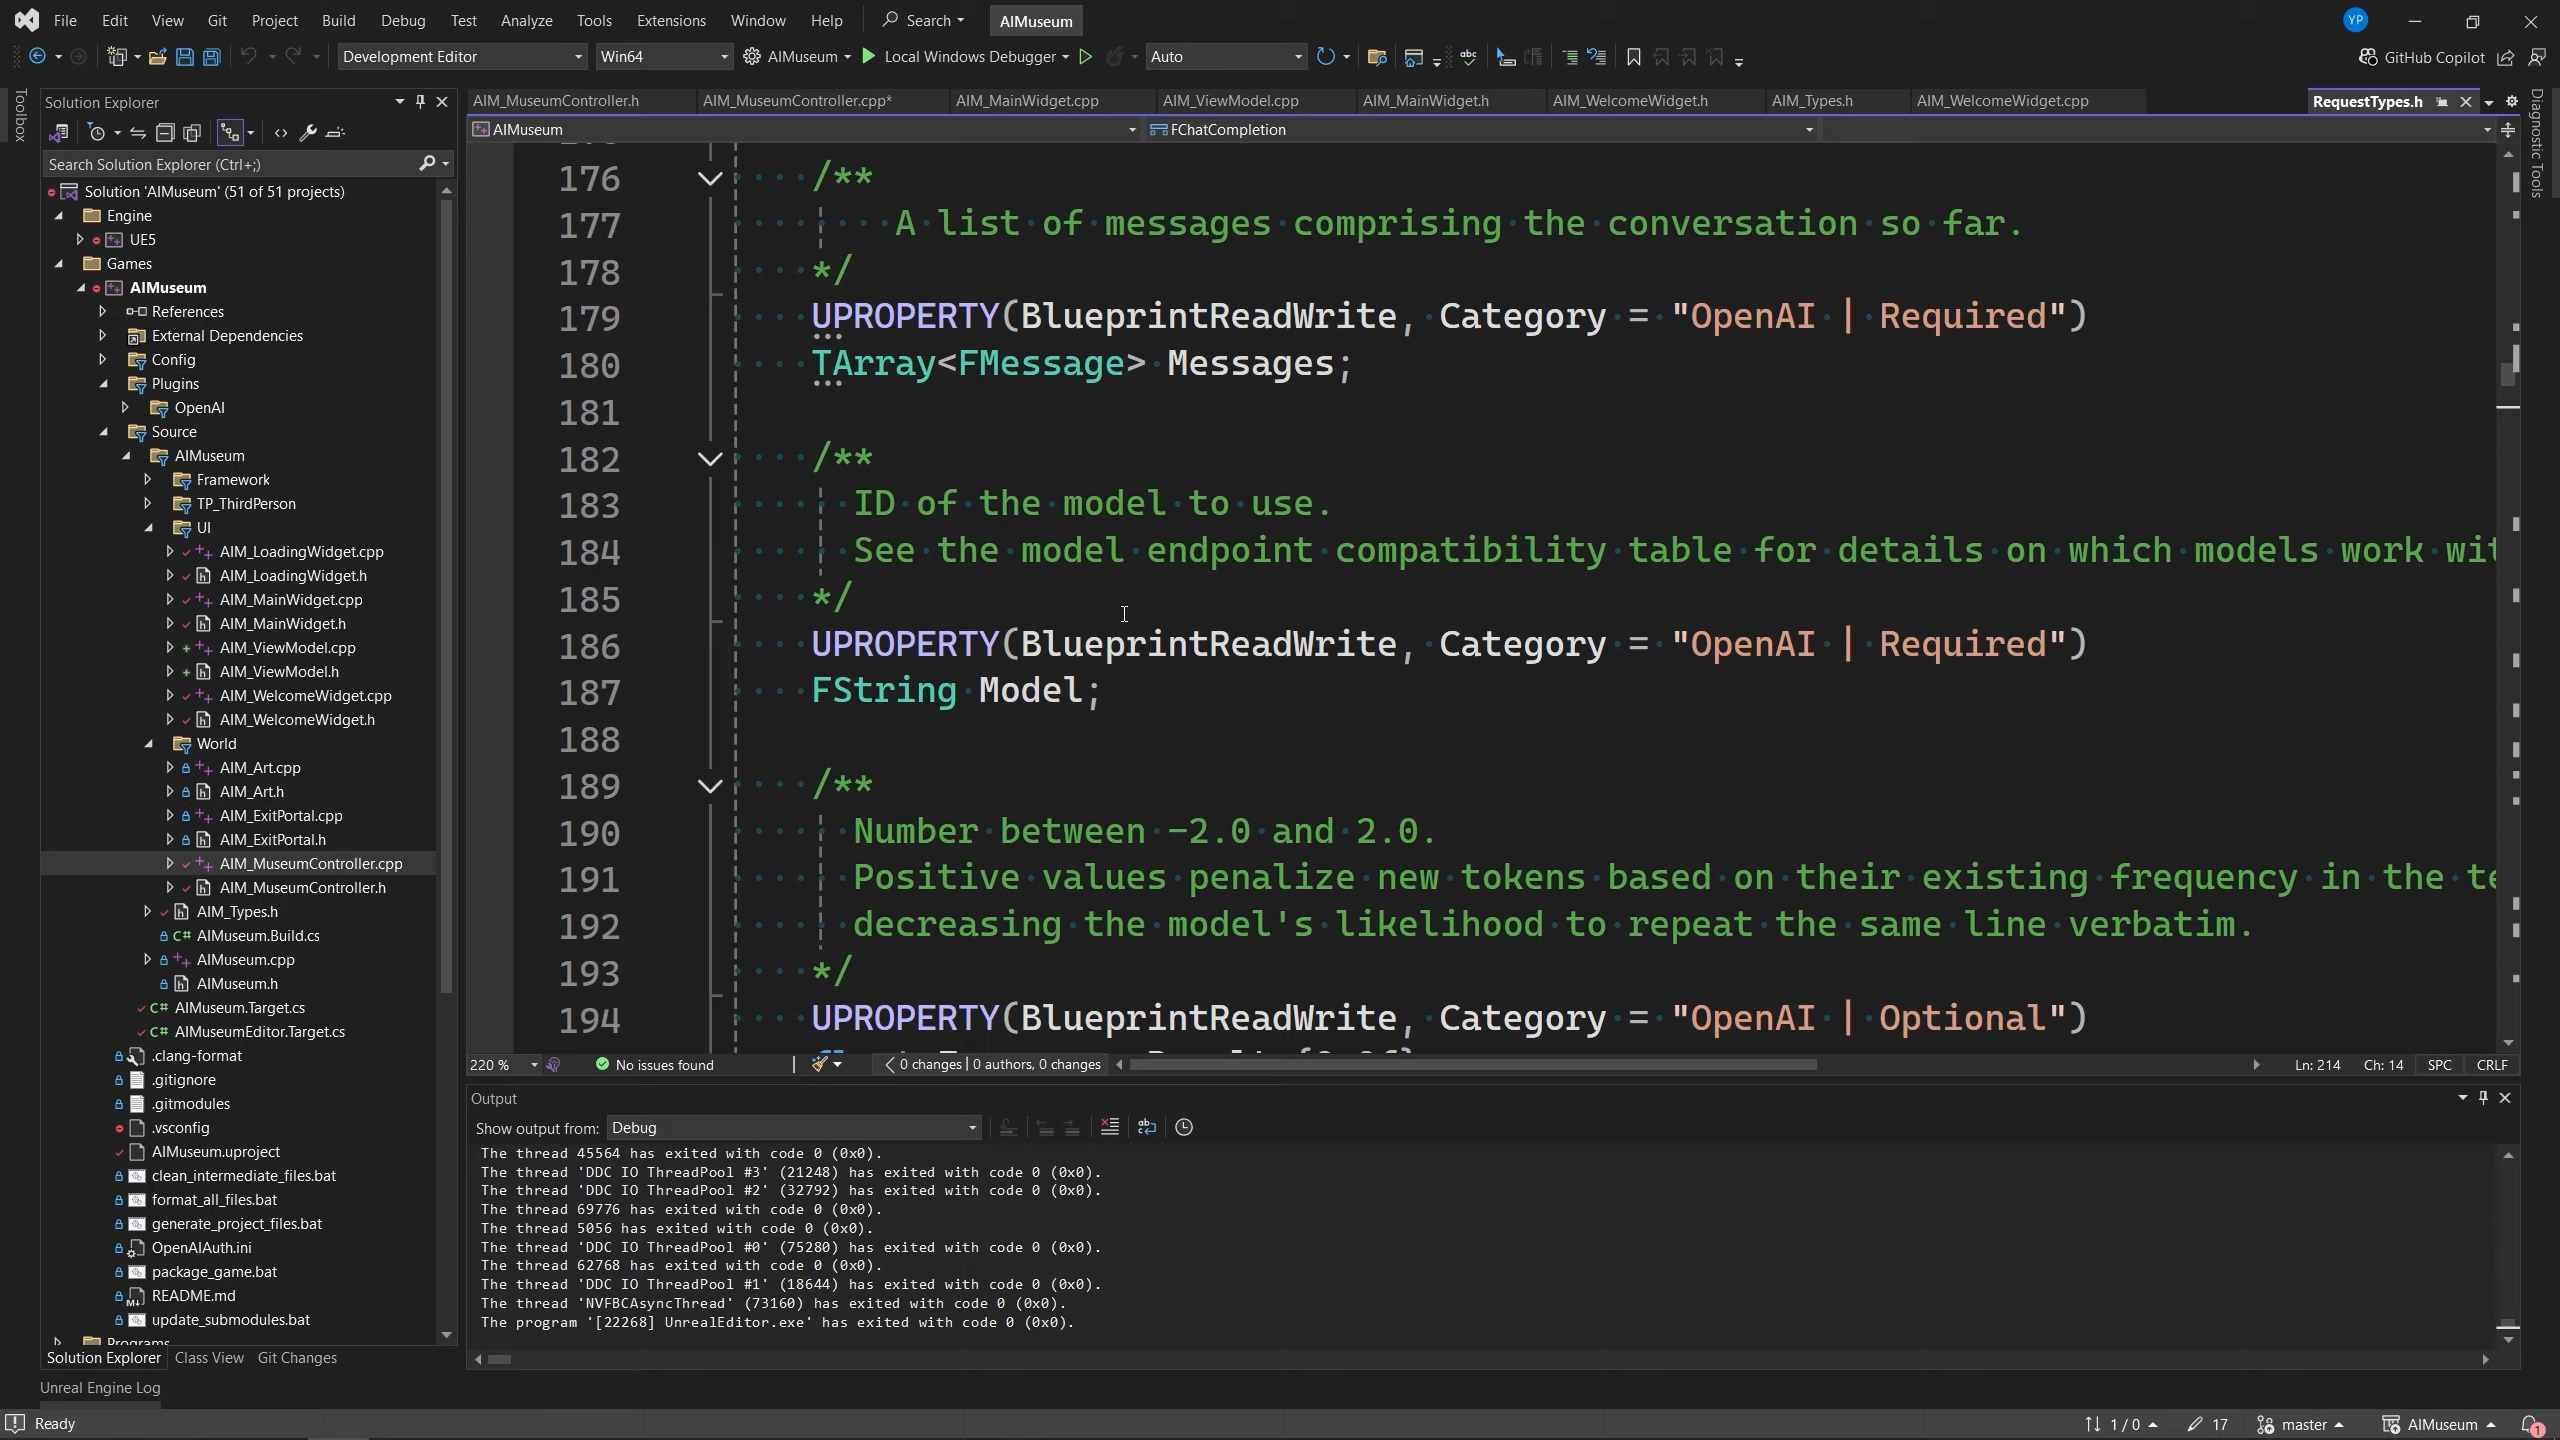 File Edit View Git Project Build Debug Test Analyze Tools Extensions Window Help Search AIMuseum YP
Development Editor Win64 AIMuseum Local Windows Debugger Auto GitHub Copilot
Toolbox
Solution Explorer
Search Solution Explorer (Ctrl+;)
Solution 'AIMuseum' (51 of 51 projects)
Engine
UE5
Games
AIMuseum
References
External Dependencies
Config
Plugins
OpenAI
Source
AIMuseum
Framework
TP_ThirdPerson
UI
AIM_LoadingWidget.cpp
AIM_LoadingWidget.h
AIM_MainWidget.cpp
AIM_MainWidget.h
AIM_ViewModel.cpp
AIM_ViewModel.h
AIM_WelcomeWidget.cpp
AIM_WelcomeWidget.h
World
AIM_Art.cpp
AIM_Art.h
AIM_ExitPortal.cpp
AIM_ExitPortal.h
AIM_MuseumController.cpp
AIM_MuseumController.h
AIM_Types.h
AIMuseum.Build.cs
AIMuseum.cpp
AIMuseum.h
AIMuseum.Target.cs
AIMuseumEditor.Target.cs
.clang-format
.gitignore
.gitmodules
.vsconfig
AIMuseum.uproject
clean_intermediate_files.bat
format_all_files.bat
generate_project_files.bat
OpenAIAuth.ini
package_game.bat
README.md
update_submodules.bat
Programs
Solution Explorer Class View Git Changes
Unreal Engine Log
AIM_MuseumController.h AIM_MuseumController.cpp* AIM_MainWidget.cpp AIM_ViewModel.cpp AIM_MainWidget.h AIM_WelcomeWidget.h AIM_Types.h AIM_WelcomeWidget.cpp RequestTypes.h
AIMuseum FChatCompletion
Diagnostic Tools
176 /**
177 A list of messages comprising the conversation so far.
178 */
179 UPROPERTY(BlueprintReadWrite, Category = "OpenAI | Required")
180 TArray<FMessage> Messages;
181
182 /**
183 ID of the model to use.
184 See the model endpoint compatibility table for details on which models work wit
185 */
186 UPROPERTY(BlueprintReadWrite, Category = "OpenAI | Required")
187 FString Model;
188
189 /**
190 Number between -2.0 and 2.0.
191 Positive values penalize new tokens based on their existing frequency in the te
192 decreasing the model's likelihood to repeat the same line verbatim.
193 */
194 UPROPERTY(BlueprintReadWrite, Category = "OpenAI | Optional")
220 % No issues found 0 changes | 0 authors, 0 changes Ln: 214 Ch: 14 SPC CRLF
Output
Show output from: Debug
The thread 45564 has exited with code 0 (0x0).
The thread 'DDC IO ThreadPool #3' (21248) has exited with code 0 (0x0).
The thread 'DDC IO ThreadPool #2' (32792) has exited with code 0 (0x0).
The thread 69776 has exited with code 0 (0x0).
The thread 5056 has exited with code 0 (0x0).
The thread 'DDC IO ThreadPool #0' (75280) has exited with code 0 (0x0).
The thread 62768 has exited with code 0 (0x0).
The thread 'DDC IO ThreadPool #1' (18644) has exited with code 0 (0x0).
The thread 'NVFBCAsyncThread' (73160) has exited with code 0 (0x0).
The program '[22268] UnrealEditor.exe' has exited with code 0 (0x0).
Ready 1 / 0 17 master AIMuseum 1